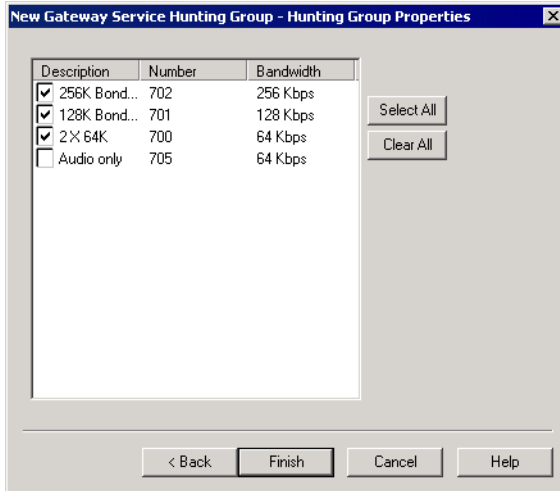 New Gateway Service Hunting Group - Hunting Group Properties
Description Number Bandwidth
256K Bond... 702 256 Kbps
128K Bond... 701 128 Kbps
2 X 64K 700 64 Kbps
Audio only 705 64 Kbps
Select All
Clear All
< Back Finish Cancel Help